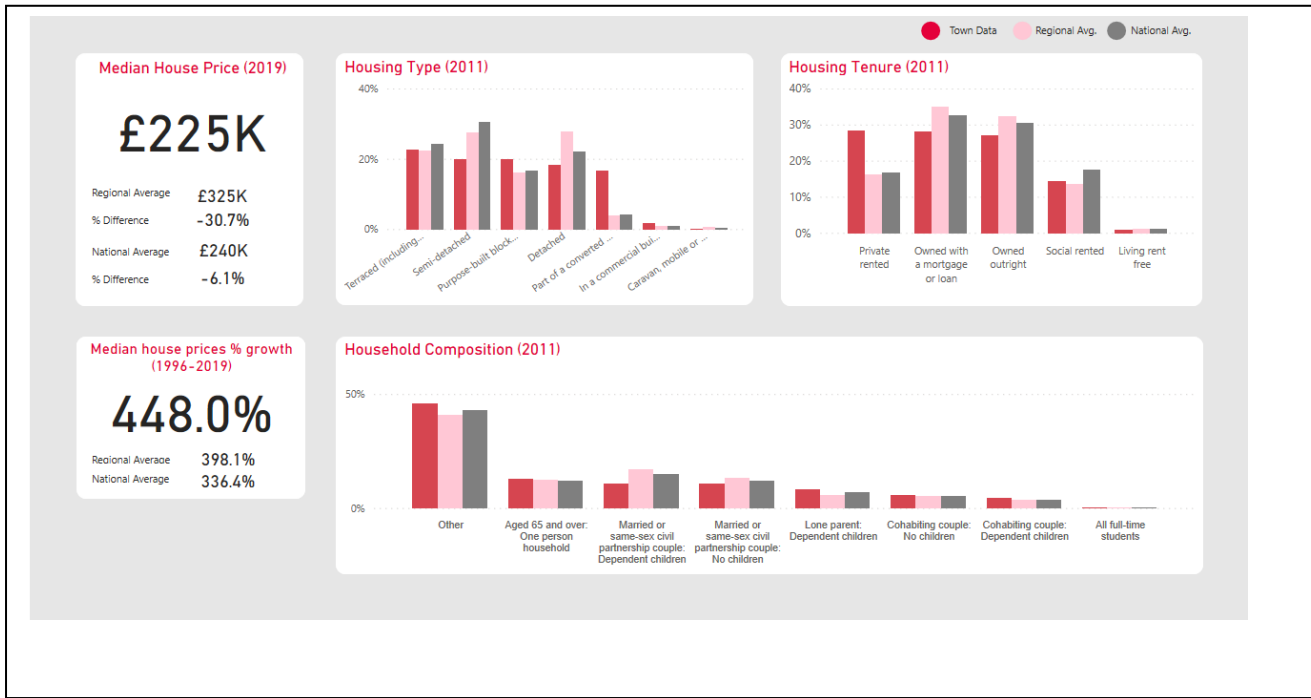 Town Data
Regional Avg.
National Avg.
Median House Price (2019)
£225K
Regional Average £325K
% Difference -30.7%
National Average £240K
% Difference -6.1%
Housing Type (2011)
40%
20%
0%
Terraced (including...
Semi-detached
Purpose-built block...
Detached
Part of a converted ...
In a commercial bui...
Caravan, mobile or ...
Housing Tenure (2011)
40%
30%
20%
10%
0%
Private
rented
Owned with
a mortgage
or loan
Owned
outright
Social rented
Living rent
free
Median house prices % growth
(1996-2019)
448.0%
Regional Average 398.1%
National Average 336.4%
Household Composition (2011)
50%
0%
Other
Aged 65 and over:
One person
household
Married or
same-sex civil
partnership couple:
Dependent children
Married or
same-sex civil
partnership couple:
No children
Lone parent:
Dependent children
Cohabiting couple:
No children
Cohabiting couple:
Dependent children
All full-time
students